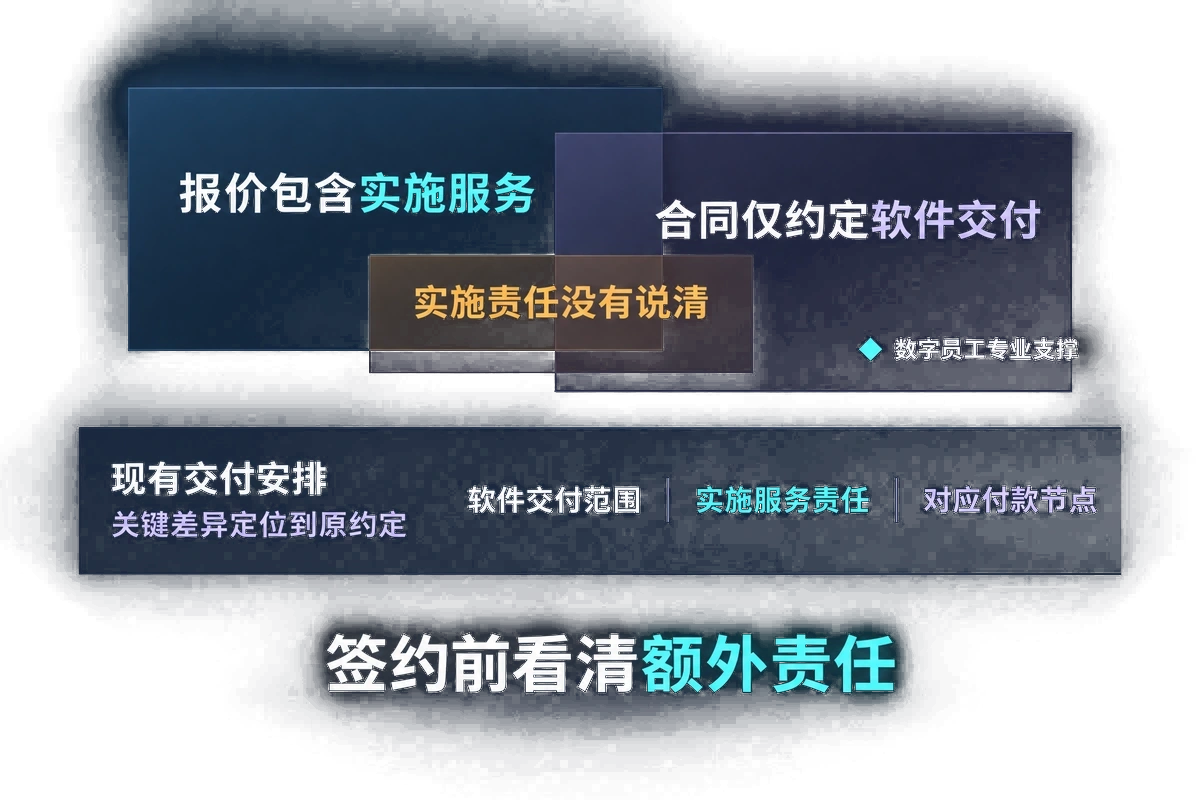 报价包含实施服务
合同仅约定软件交付
实施责任没有说清
数字员工专业支撑
现有交付安排
关键差异定位到原约定
软件交付范围
实施服务责任
对应付款节点
签约前看清额外责任